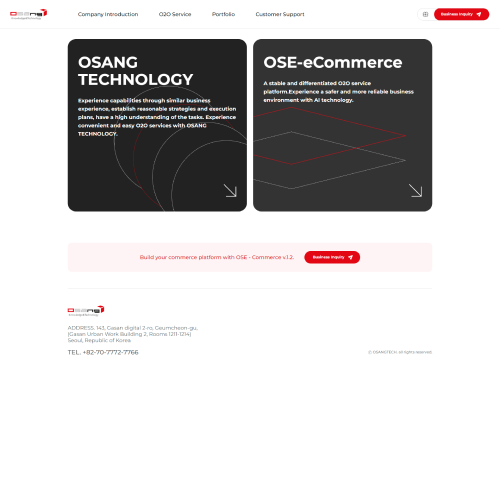 OSANG
Company Introduction
O2O Service
Portfolio
Customer Support
Business Inquiry
OSANG
TECHNOLOGY
Experience capabilities through similar business
experience, establish reasonable strategies and execution
plans, have a high understanding of the tasks. Experience
convenient and easy O2O services with OSANG
TECHNOLOGY.
OSE-eCommerce
A stable and differentiated O2O service
platform.Experience a safer and more reliable business
environment with AI technology.
Build your commerce platform with OSE - Commerce v.1.2.
Business Inquiry
OSANG
ADDRESS. 143, Gasan digital 2-ro, Geumcheon-gu,
(Gasan Urban Work Building 2, Rooms 1211-1214)
Seoul, Republic of Korea
TEL. +82-70-7772-7766
ⓒ OSANGTECH. all rights reserved.